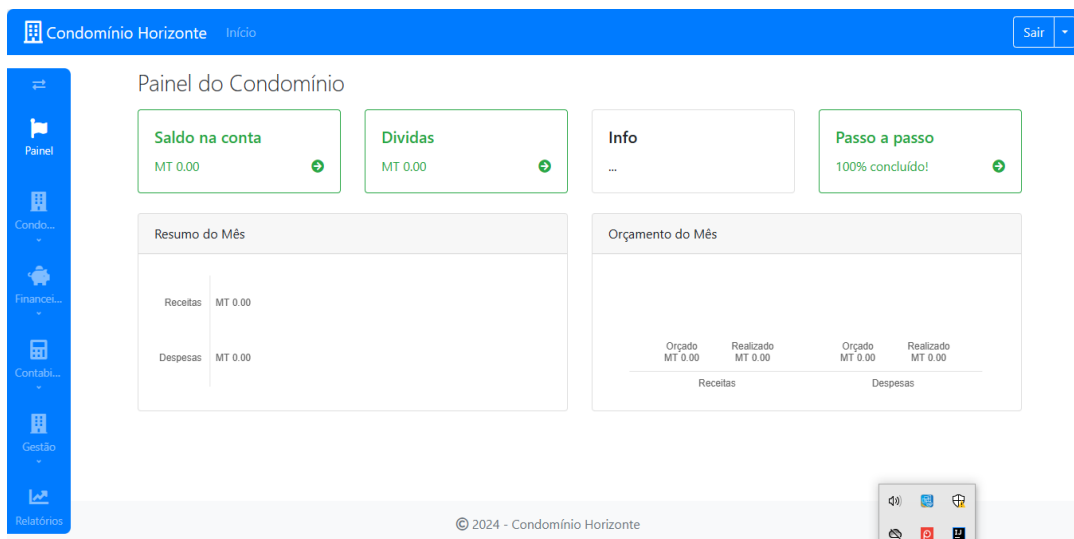 Condomínio Horizonte Início Sair
Painel do Condomínio
Painel
Condo...
Financei...
Contabi...
Gestão
Relatórios
Saldo na conta
MT 0.00
Dividas
MT 0.00
Info
...
Passo a passo
100% concluído!
Resumo do Mês
Receitas MT 0.00
Despesas MT 0.00
Orçamento do Mês
Orçado Realizado Orçado Realizado
MT 0.00 MT 0.00 MT 0.00 MT 0.00
Receitas Despesas
© 2024 - Condomínio Horizonte